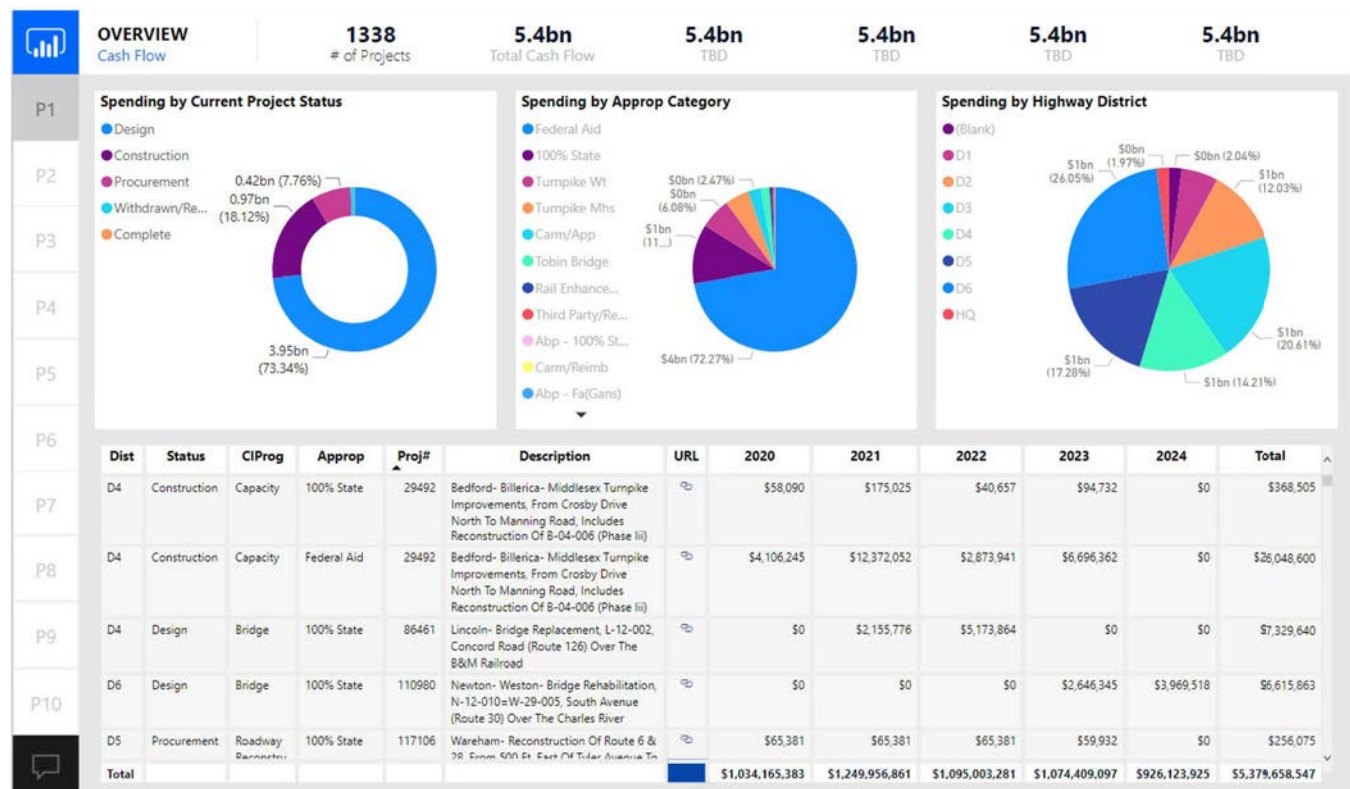 OVERVIEW
Cash Flow
1338
# of Projects
5.4bn
Total Cash Flow
5.4bn
TBD
5.4bn
TBD
5.4bn
TBD
5.4bn
TBD
P1
P2
P3
P4
P5
P6
P7
P8
P9
P10
Spending by Current Project Status
Design
Construction
Procurement
Withdrawn/Re...
Complete
0.42bn (7.76%)
0.97bn
(18.12%)
3.95bn
(73.34%)
Spending by Approp Category
Federal Aid
100% State
Turnpike Wt
Turnpike Mhs
Carm/App
Tobin Bridge
Rail Enhance...
Third Party/Re...
Abp - 100% St...
Carm/Reimb
Abp - Fa(Gans)
$0bn (2.47%)
$0bn
(6.08%)
$1bn
(11...)
$4bn (72.27%)
Spending by Highway District
(Blank)
D1
D2
D3
D4
D5
D6
HQ
$0bn
(1.97%)
$0bn (2.04%)
$1bn
(26.05%)
$1bn
(12.03%)
$1bn
(20.61%)
$1bn (14.21%)
$1bn
(17.28%)
Dist Status CIProg Approp Proj# Description URL 2020 2021 2022 2023 2024 Total
D4 Construction Capacity 100% State 29492 Bedford- Billerica- Middlesex Turnpike $58,090 $175,025 $40,657 $94,732 $0 $368,505
Improvements, From Crosby Drive
North To Manning Road, Includes
Reconstruction Of B-04-006 (Phase Iii)
D4 Construction Capacity Federal Aid 29492 Bedford- Billerica- Middlesex Turnpike $4,106,245 $12,372,052 $2,873,941 $6,696,362 $0 $26,048,600
Improvements, From Crosby Drive
North To Manning Road, Includes
Reconstruction Of B-04-006 (Phase Iii)
D4 Design Bridge 100% State 86461 Lincoln- Bridge Replacement, L-12-002, $0 $2,155,776 $5,173,864 $0 $0 $7,329,640
Concord Road (Route 126) Over The
B&M Railroad
D6 Design Bridge 100% State 110980 Newton- Weston- Bridge Rehabilitation, $0 $0 $0 $2,646,345 $3,969,518 $6,615,863
N-12-010=W-29-005, South Avenue
(Route 30) Over The Charles River
D5 Procurement Roadway 100% State 117106 Wareham- Reconstruction Of Route 6 & $65,381 $65,381 $65,381 $59,932 $0 $256,075
Reconstru 28, From 500 Ft. East Of Tyler Avenue To
Total $1,034,165,383 $1,249,956,861 $1,095,003,281 $1,074,409,097 $926,123,925 $5,379,658,547